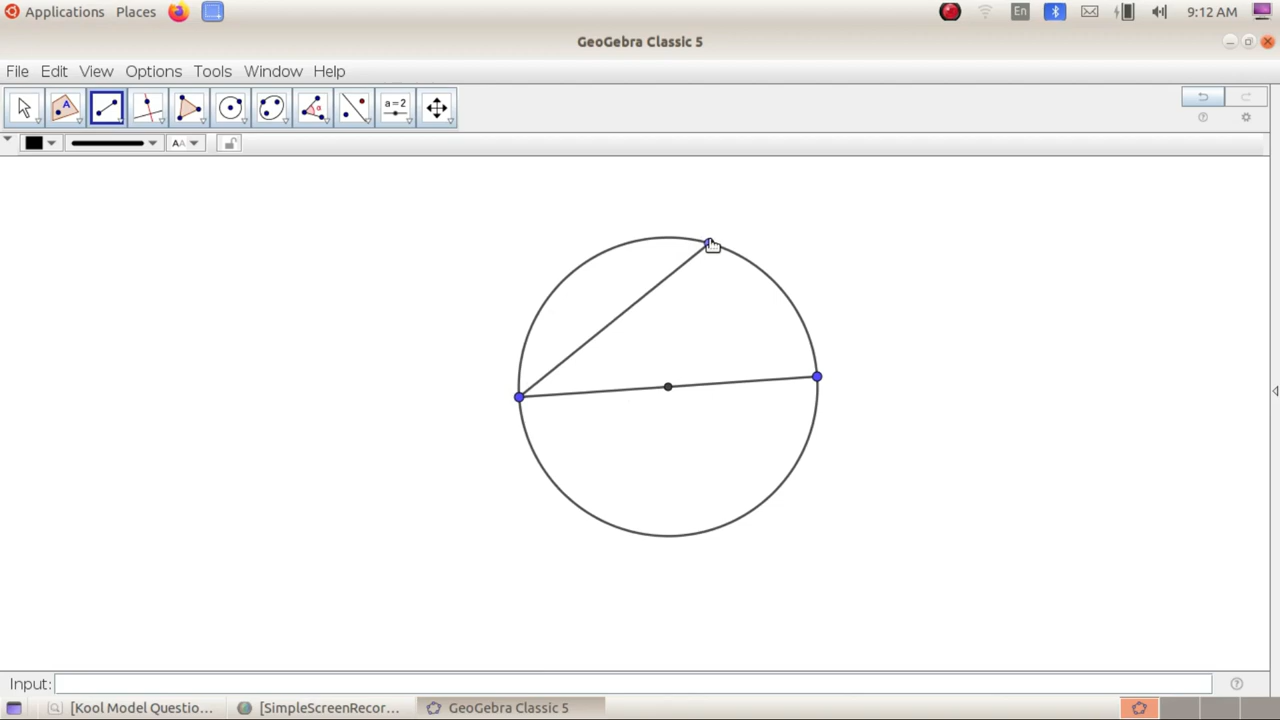 Applications Places En 9:12 AM
GeoGebra Classic 5
File Edit View Options Tools Window Help
A α a=2
AA
Input:
[Kool Model Questio... [SimpleScreenRecor... GeoGebra Classic 5